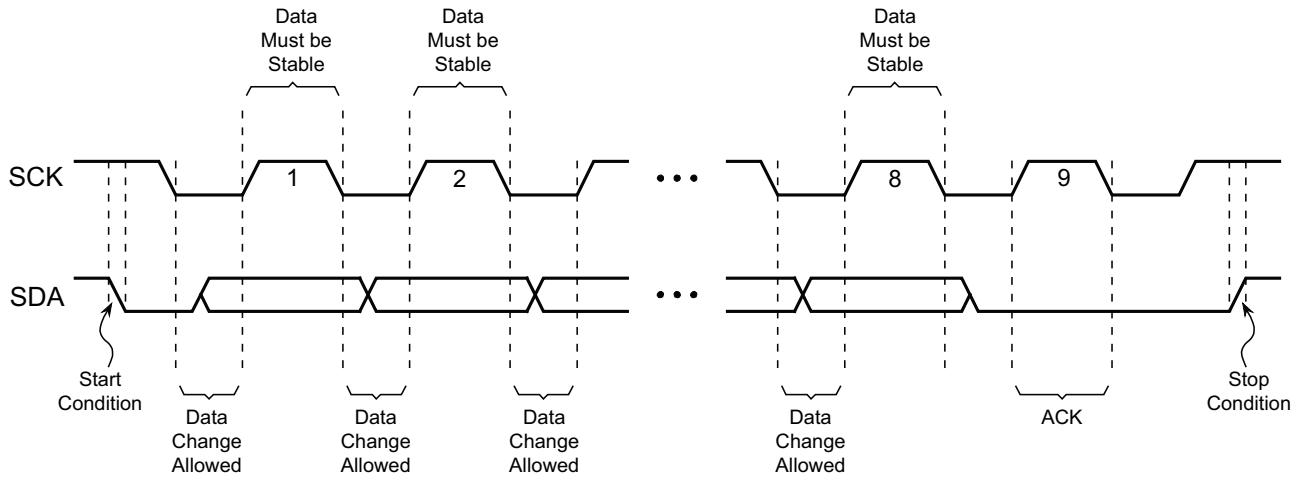 Data
Must be
Stable
Data
Must be
Stable
Data
Must be
Stable
SCK
1
2
8
9
SDA
Start
Condition
Data
Change
Allowed
Data
Change
Allowed
Data
Change
Allowed
Data
Change
Allowed
ACK
Stop
Condition